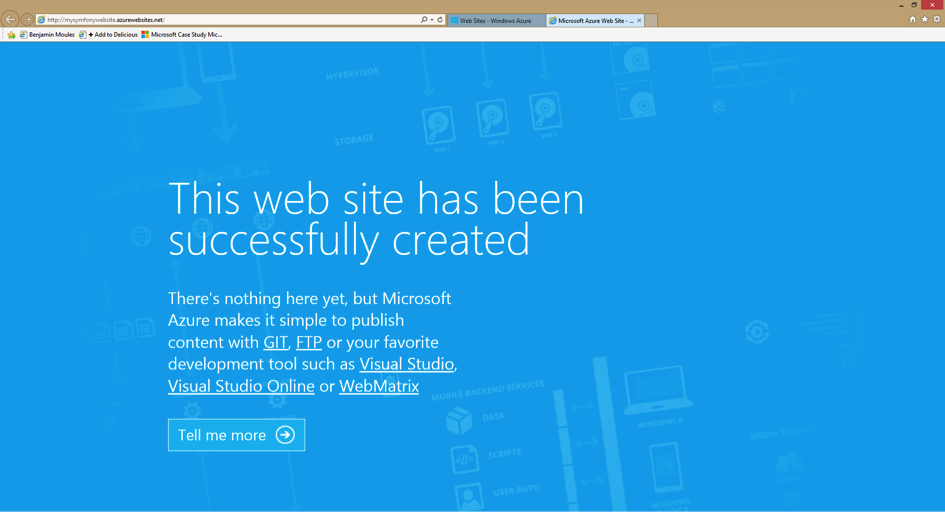 http://mysymfonywebsite.azurewebsites.net/
Web Sites - Windows Azure
Microsoft Azure Web Site - ...
Benjamin Moules
+ Add to Delicious
Microsoft Case Study Mic...
HYPERVISOR
STORAGE
This web site has been
successfully created
There's nothing here yet, but Microsoft
Azure makes it simple to publish
content with GIT, FTP or your favorite
development tool such as Visual Studio,
Visual Studio Online or WebMatrix
Tell me more
MOBILE BACKEND SERVICES
DATA
SCRIPTS
USER AUTH
WINDOWS 8
WINDOWS
MEDIA SERVICES